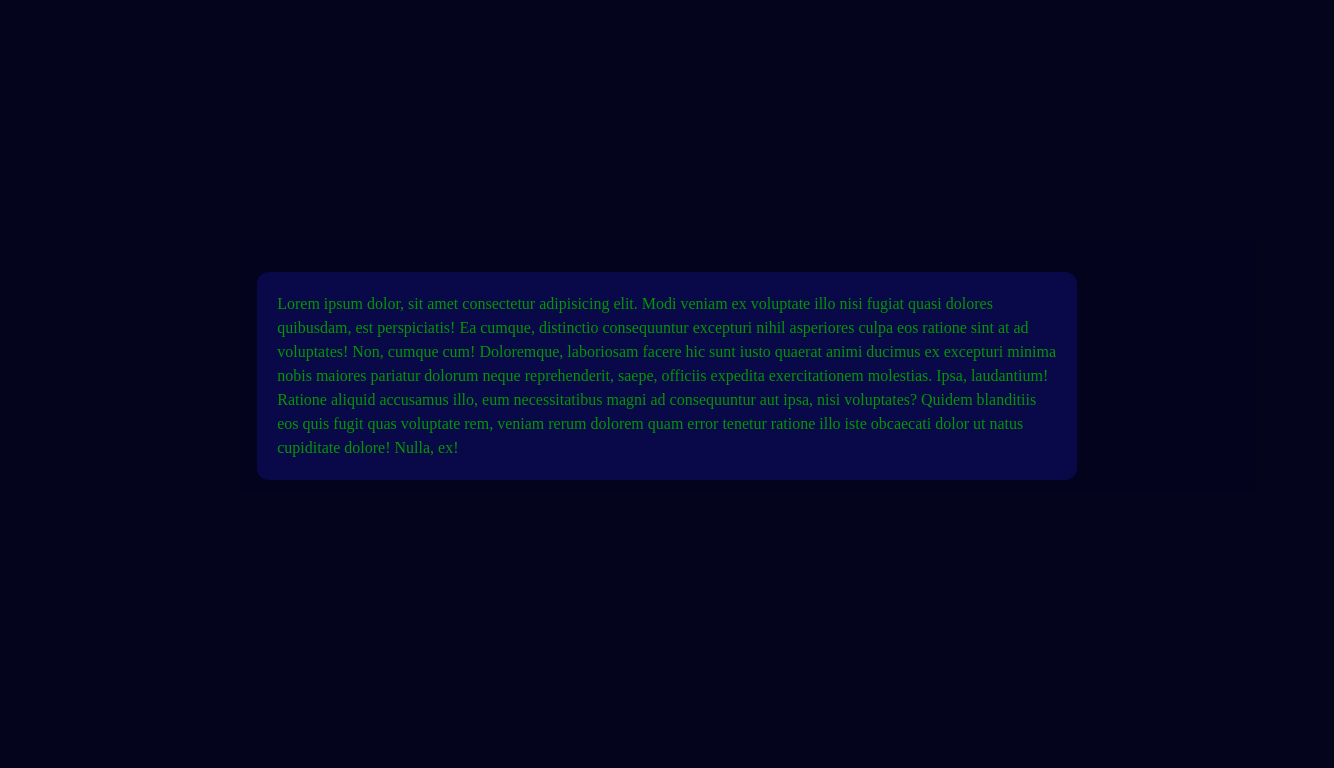 Lorem ipsum dolor, sit amet consectetur adipisicing elit. Modi veniam ex voluptate illo nisi fugiat quasi dolores
quibusdam, est perspiciatis! Ea cumque, distinctio consequuntur excepturi nihil asperiores culpa eos ratione sint at ad
voluptates! Non, cumque cum! Doloremque, laboriosam facere hic sunt iusto quaerat animi ducimus ex excepturi minima
nobis maiores pariatur dolorum neque reprehenderit, saepe, officiis expedita exercitationem molestias. Ipsa, laudantium!
Ratione aliquid accusamus illo, eum necessitatibus magni ad consequuntur aut ipsa, nisi voluptates? Quidem blanditiis
eos quis fugit quas voluptate rem, veniam rerum dolorem quam error tenetur ratione illo iste obcaecati dolor ut natus
cupiditate dolore! Nulla, ex!